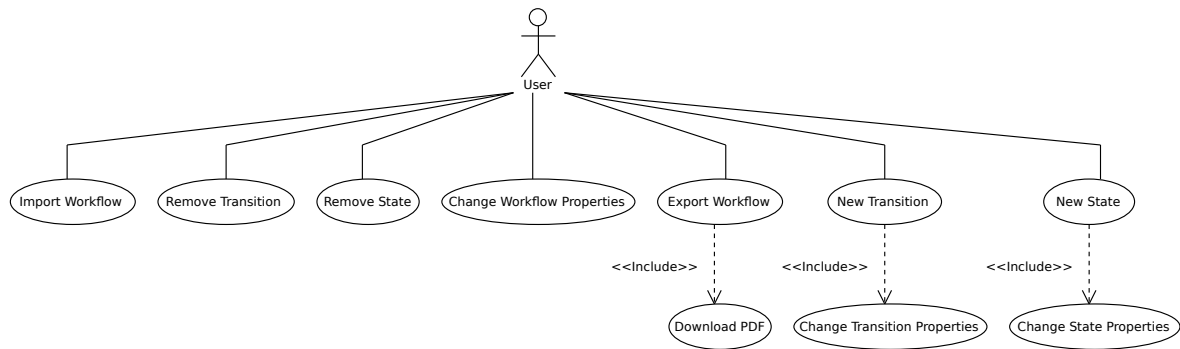 User
Import Workflow
Remove Transition
Remove State
Change Workflow Properties
Export Workflow
New Transition
New State
<<Include>>
<<Include>>
<<Include>>
Download PDF
Change Transition Properties
Change State Properties